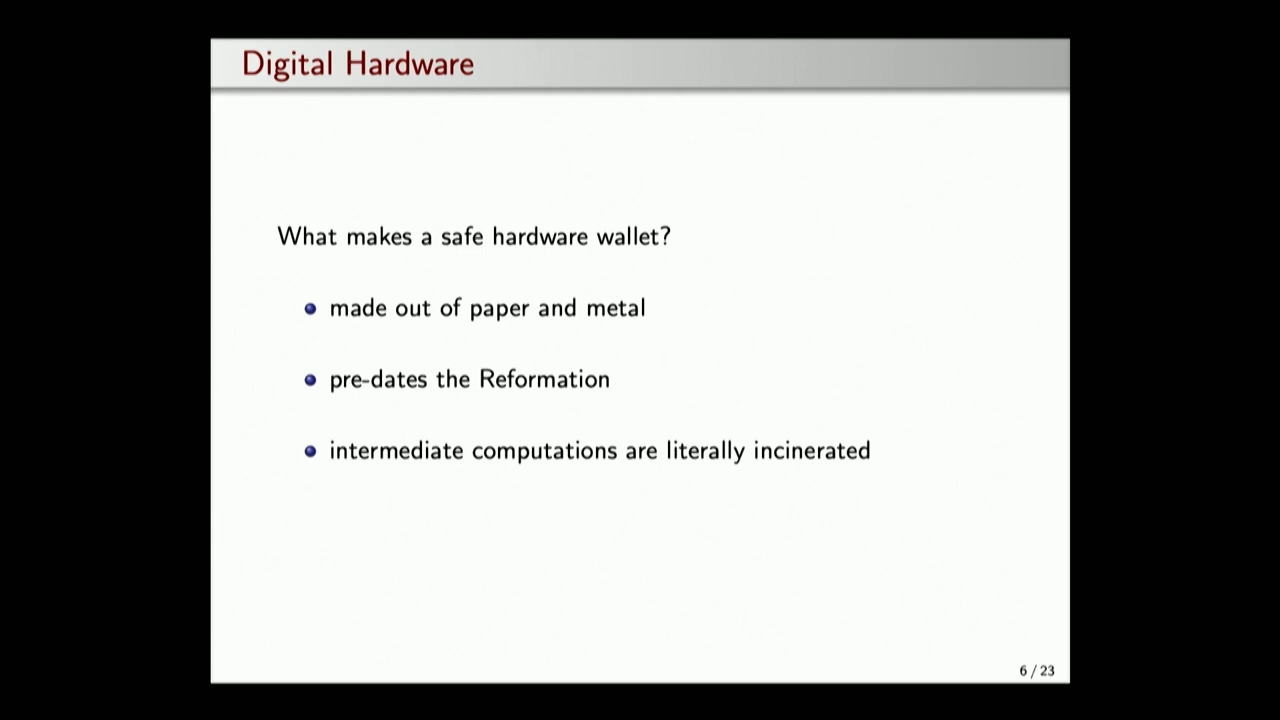 Digital Hardware
What makes a safe hardware wallet?
made out of paper and metal
pre-dates the Reformation
intermediate computations are literally incinerated
6 / 23